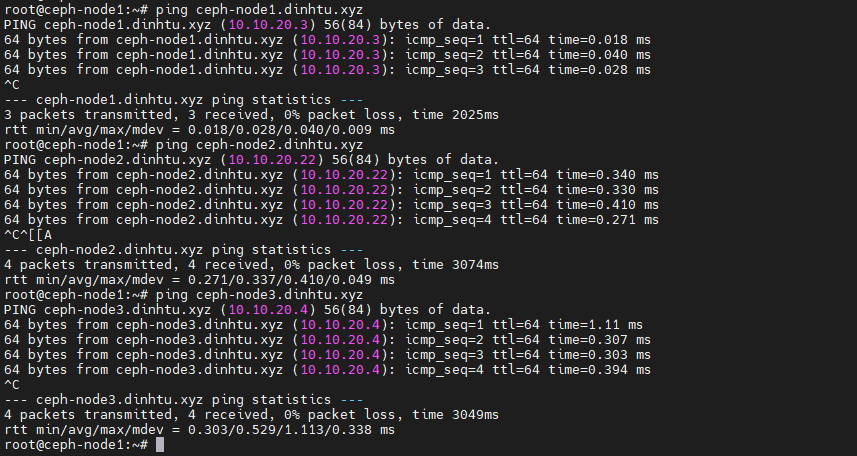 root@ceph-node1:~# ping ceph-node1.dinhtu.xyz
PING ceph-node1.dinhtu.xyz (10.10.20.3) 56(84) bytes of data.
64 bytes from ceph-node1.dinhtu.xyz (10.10.20.3): icmp_seq=1 ttl=64 time=0.018 ms
64 bytes from ceph-node1.dinhtu.xyz (10.10.20.3): icmp_seq=2 ttl=64 time=0.040 ms
64 bytes from ceph-node1.dinhtu.xyz (10.10.20.3): icmp_seq=3 ttl=64 time=0.028 ms
^C
--- ceph-node1.dinhtu.xyz ping statistics ---
3 packets transmitted, 3 received, 0% packet loss, time 2025ms
rtt min/avg/max/mdev = 0.018/0.028/0.040/0.009 ms
root@ceph-node1:~# ping ceph-node2.dinhtu.xyz
PING ceph-node2.dinhtu.xyz (10.10.20.22) 56(84) bytes of data.
64 bytes from ceph-node2.dinhtu.xyz (10.10.20.22): icmp_seq=1 ttl=64 time=0.340 ms
64 bytes from ceph-node2.dinhtu.xyz (10.10.20.22): icmp_seq=2 ttl=64 time=0.330 ms
64 bytes from ceph-node2.dinhtu.xyz (10.10.20.22): icmp_seq=3 ttl=64 time=0.410 ms
64 bytes from ceph-node2.dinhtu.xyz (10.10.20.22): icmp_seq=4 ttl=64 time=0.271 ms
^C^[[A
--- ceph-node2.dinhtu.xyz ping statistics ---
4 packets transmitted, 4 received, 0% packet loss, time 3074ms
rtt min/avg/max/mdev = 0.271/0.337/0.410/0.049 ms
root@ceph-node1:~# ping ceph-node3.dinhtu.xyz
PING ceph-node3.dinhtu.xyz (10.10.20.4) 56(84) bytes of data.
64 bytes from ceph-node3.dinhtu.xyz (10.10.20.4): icmp_seq=1 ttl=64 time=1.11 ms
64 bytes from ceph-node3.dinhtu.xyz (10.10.20.4): icmp_seq=2 ttl=64 time=0.307 ms
64 bytes from ceph-node3.dinhtu.xyz (10.10.20.4): icmp_seq=3 ttl=64 time=0.303 ms
64 bytes from ceph-node3.dinhtu.xyz (10.10.20.4): icmp_seq=4 ttl=64 time=0.394 ms
^C
--- ceph-node3.dinhtu.xyz ping statistics ---
4 packets transmitted, 4 received, 0% packet loss, time 3049ms
rtt min/avg/max/mdev = 0.303/0.529/1.113/0.338 ms
root@ceph-node1:~#